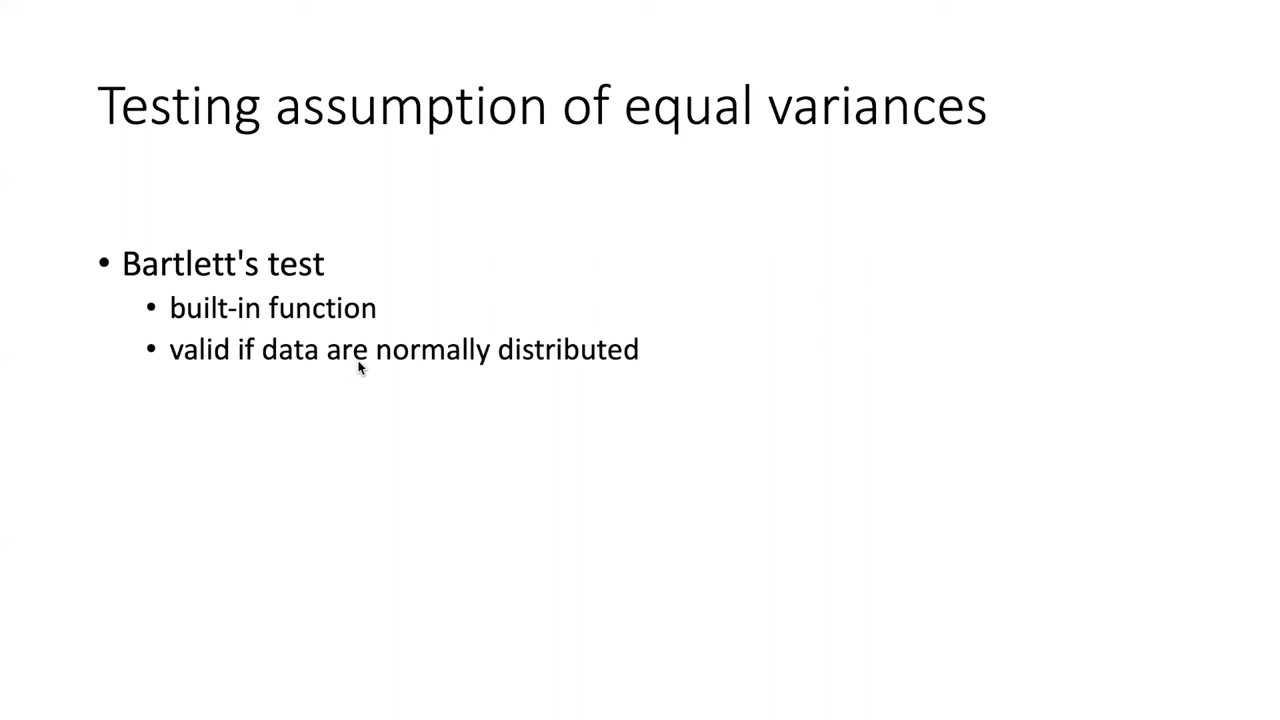 Testing assumption of equal variances
• Bartlett's test
• built-in function
• valid if data are normally distributed